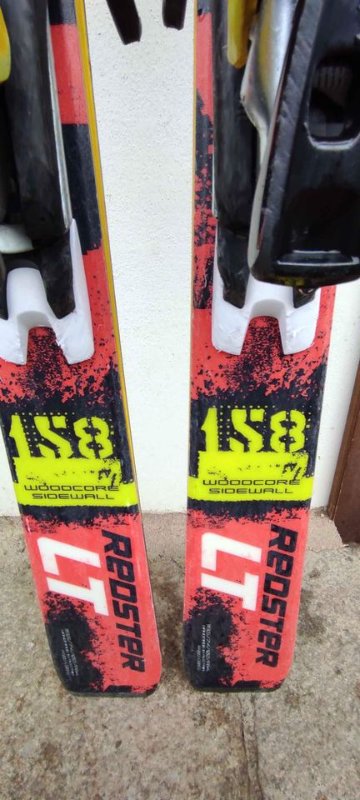 158
WOODCORE
SIDEWALL
REDSTER
LT
158
WOODCORE
SIDEWALL
REDSTER
LT